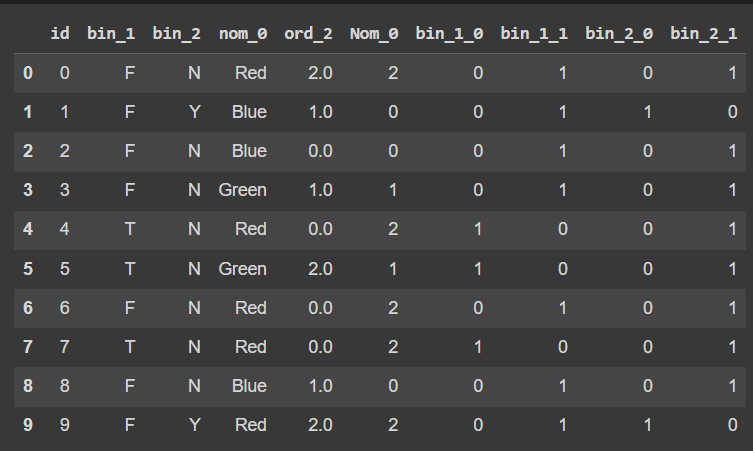 id bin_1 bin_2 nom_0 ord_2 Nom_0 bin_1_0 bin_1_1 bin_2_0 bin_2_1
0 0 F N Red 2.0 2 0 1 0 1
1 1 F Y Blue 1.0 0 0 1 1 0
2 2 F N Blue 0.0 0 0 1 0 1
3 3 F N Green 1.0 1 0 1 0 1
4 4 T N Red 0.0 2 1 0 0 1
5 5 T N Green 2.0 1 1 0 0 1
6 6 F N Red 0.0 2 0 1 0 1
7 7 T N Red 0.0 2 1 0 0 1
8 8 F N Blue 1.0 0 0 1 0 1
9 9 F Y Red 2.0 2 0 1 1 0